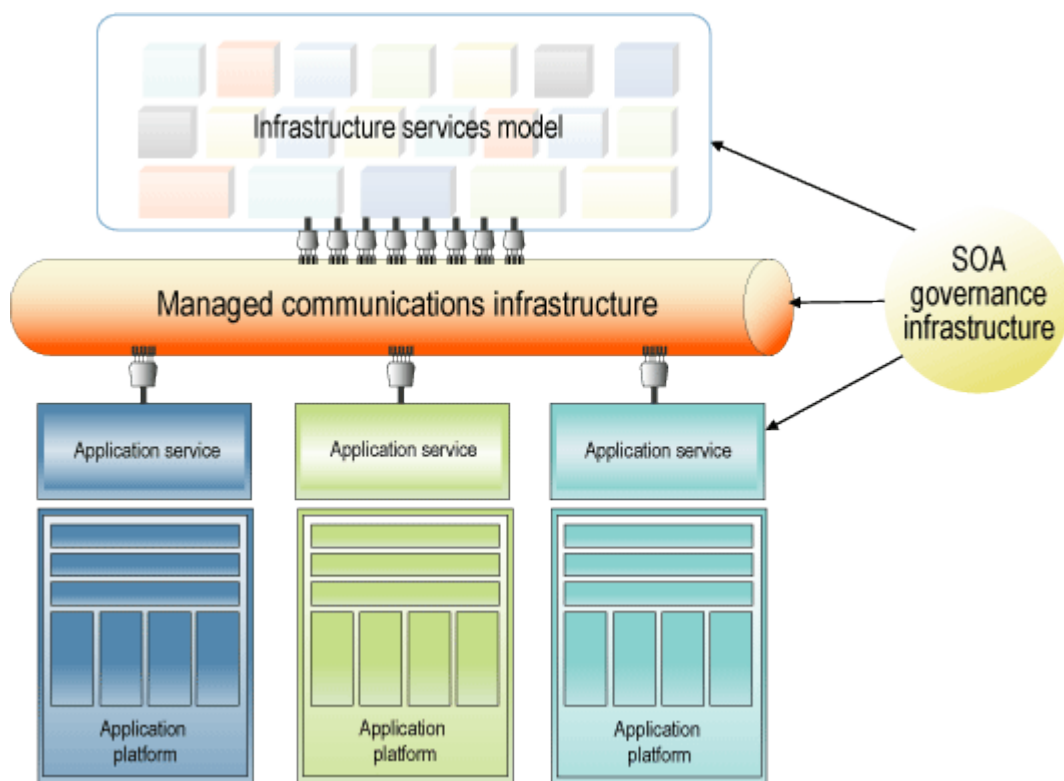 Infrastructure services model
SOA
governance
infrastructure
Managed communications infrastructure
Application service
Application service
Application service
Application
platform
Application
platform
Application
platform